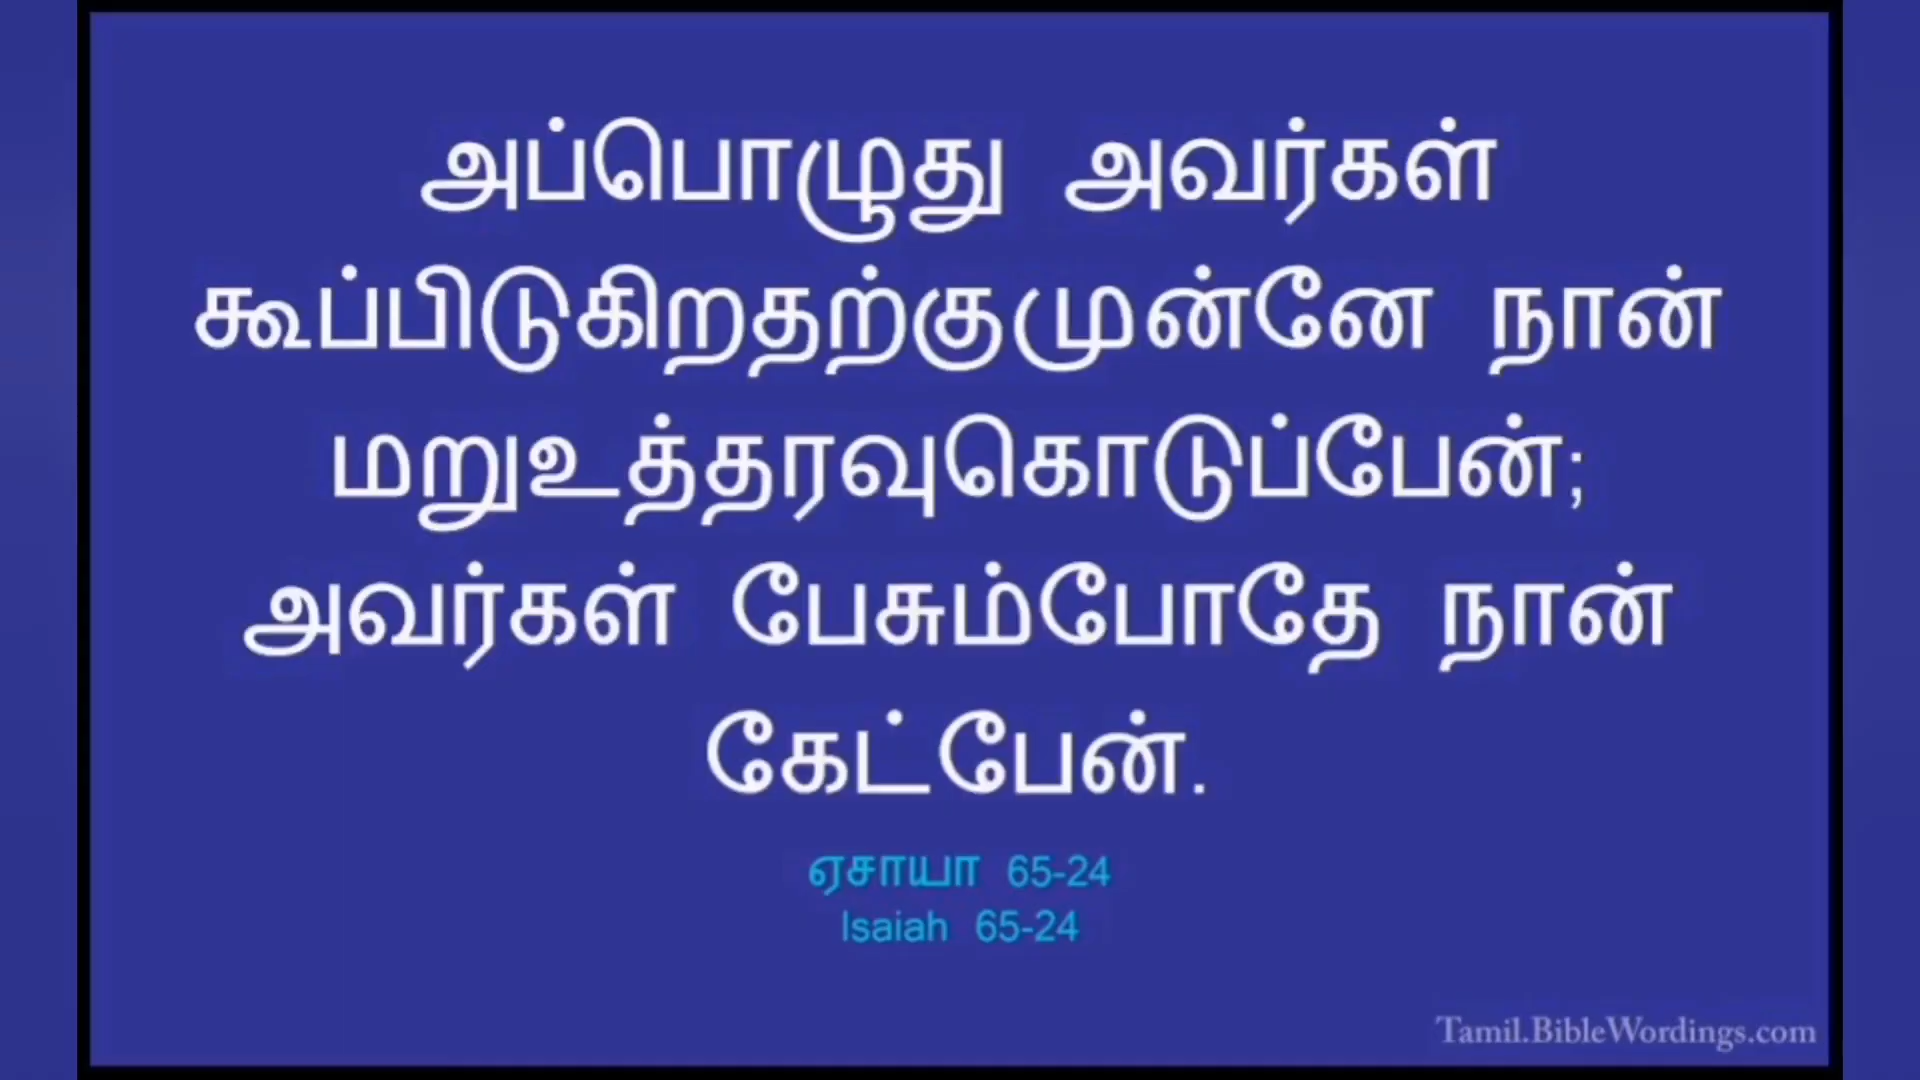 அப்பொழுது அவர்கள்
கூப்பிடுகிறதற்குமுன்னே நான்
மறுஉத்தரவுகொடுப்பேன்;
அவர்கள் பேசும்போதே நான்
கேட்பேன்.
ஏசாயா 65-24
Isaiah 65-24
Tamil.BibleWordings.com